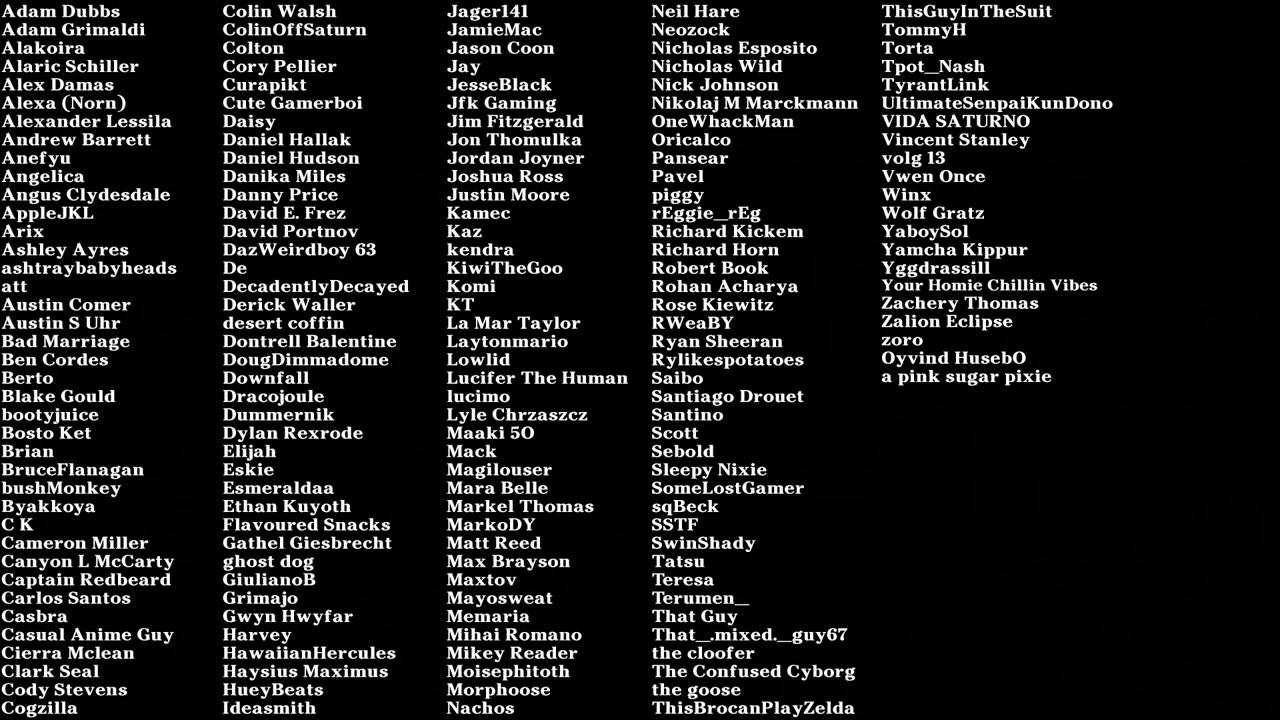 Adam Dubbs
Adam Grimaldi
Alakoira
Alaric Schiller
Alex Damas
Alexa (Norn)
Alexander Lessila
Andrew Barrett
Anefyu
Angelica
Angus Clydesdale
AppleJKL
Arix
Ashley Ayres
ashtraybabyheads
att
Austin Comer
Austin S Uhr
Bad Marriage
Ben Cordes
Berto
Blake Gould
bootyjuice
Bosto Ket
Brian
BruceFlanagan
bushMonkey
Byakkoya
C K
Cameron Miller
Canyon L McCarty
Captain Redbeard
Carlos Santos
Casbra
Casual Anime Guy
Cierra Mclean
Clark Seal
Cody Stevens
Cogzilla
Colin Walsh
ColinOffSaturn
Colton
Cory Pellier
Curapikt
Cute Gamerboi
Daisy
Daniel Hallak
Daniel Hudson
Danika Miles
Danny Price
David E. Frez
David Portnov
DazWeirdboy 63
De
DecadentlyDecayed
Derick Waller
desert coffin
Dontrell Balentine
DougDimmadome
Downfall
Dracojoule
Dummernik
Dylan Rexrode
Elijah
Eskie
Esmeraldaa
Ethan Kuyoth
Flavoured Snacks
Gathel Giesbrecht
ghost dog
GiulianoB
Grimajo
Gwyn Hwyfar
Harvey
HawaiianHercules
Haysius Maximus
HueyBeats
Ideasmith
Jager141
JamieMac
Jason Coon
Jay
JesseBlack
Jfk Gaming
Jim Fitzgerald
Jon Thomulka
Jordan Joyner
Joshua Ross
Justin Moore
Kamec
Kaz
kendra
KiwiTheGoo
Komi
KT
La Mar Taylor
Laytonmario
Lowlid
Lucifer The Human
lucimo
Lyle Chrzaszcz
Maaki 50
Mack
Magilouser
Mara Belle
Markel Thomas
MarkoDY
Matt Reed
Max Brayson
Maxtov
Mayosweat
Memaria
Mihai Romano
Mikey Reader
Moisephitoth
Morphoose
Nachos
Neil Hare
Neozock
Nicholas Esposito
Nicholas Wild
Nick Johnson
Nikolaj M Marckmann
OneWhackMan
Oricalco
Pansear
Pavel
piggy
rEggie_rEg
Richard Kickem
Richard Horn
Robert Book
Rohan Acharya
Rose Kiewitz
RWeaBY
Ryan Sheeran
Rylikespotatoes
Saibo
Santiago Drouet
Santino
Scott
Sebold
Sleepy Nixie
SomeLostGamer
sqBeck
SSTF
SwinShady
Tatsu
Teresa
Terumen_
That Guy
That_.mixed._guy67
the cloofer
The Confused Cyborg
the goose
ThisBrocanPlayZelda
ThisGuyInTheSuit
TommyH
Torta
Tpot_Nash
TyrantLink
UltimateSenpaiKunDono
VIDA SATURNO
Vincent Stanley
volg 13
Vwen Once
Winx
Wolf Gratz
YaboySol
Yamcha Kippur
Yggdrassill
Your Homie Chillin Vibes
Zachery Thomas
Zalion Eclipse
zoro
Oyvind HusebO
a pink sugar pixie